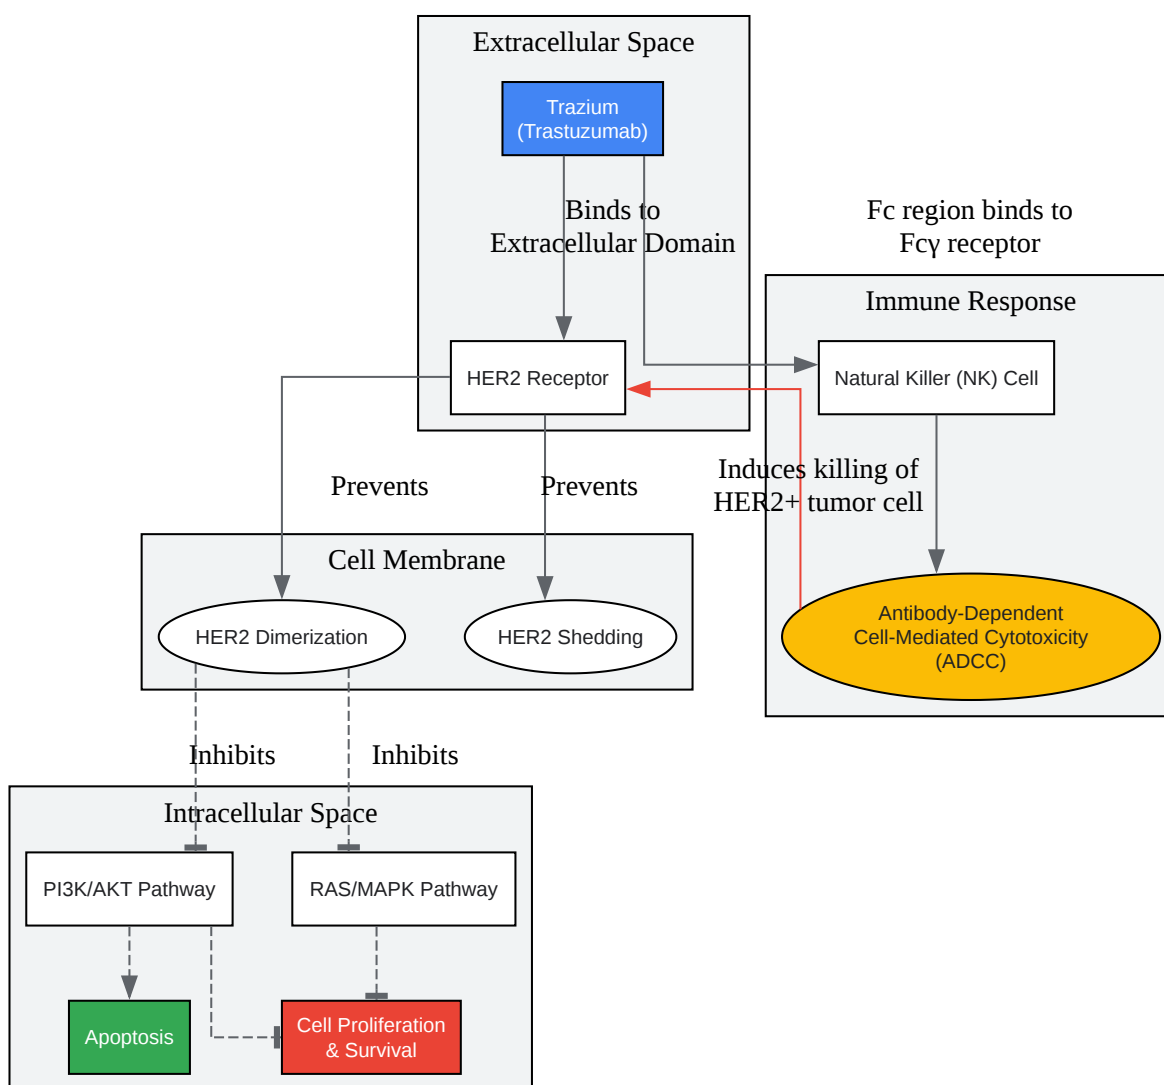 Extracellular Space
Trazium
(Trastuzumab)
Binds to
Extracellular Domain
Fc region binds to
Fcγ receptor
Immune Response
HER2 Receptor
Natural Killer (NK) Cell
Prevents
Prevents
Induces killing of
HER2+ tumor cell
Cell Membrane
HER2 Dimerization
HER2 Shedding
Antibody-Dependent
Cell-Mediated Cytotoxicity
(ADCC)
Inhibits
Inhibits
Intracellular Space
PI3K/AKT Pathway
RAS/MAPK Pathway
Apoptosis
Cell Proliferation
& Survival